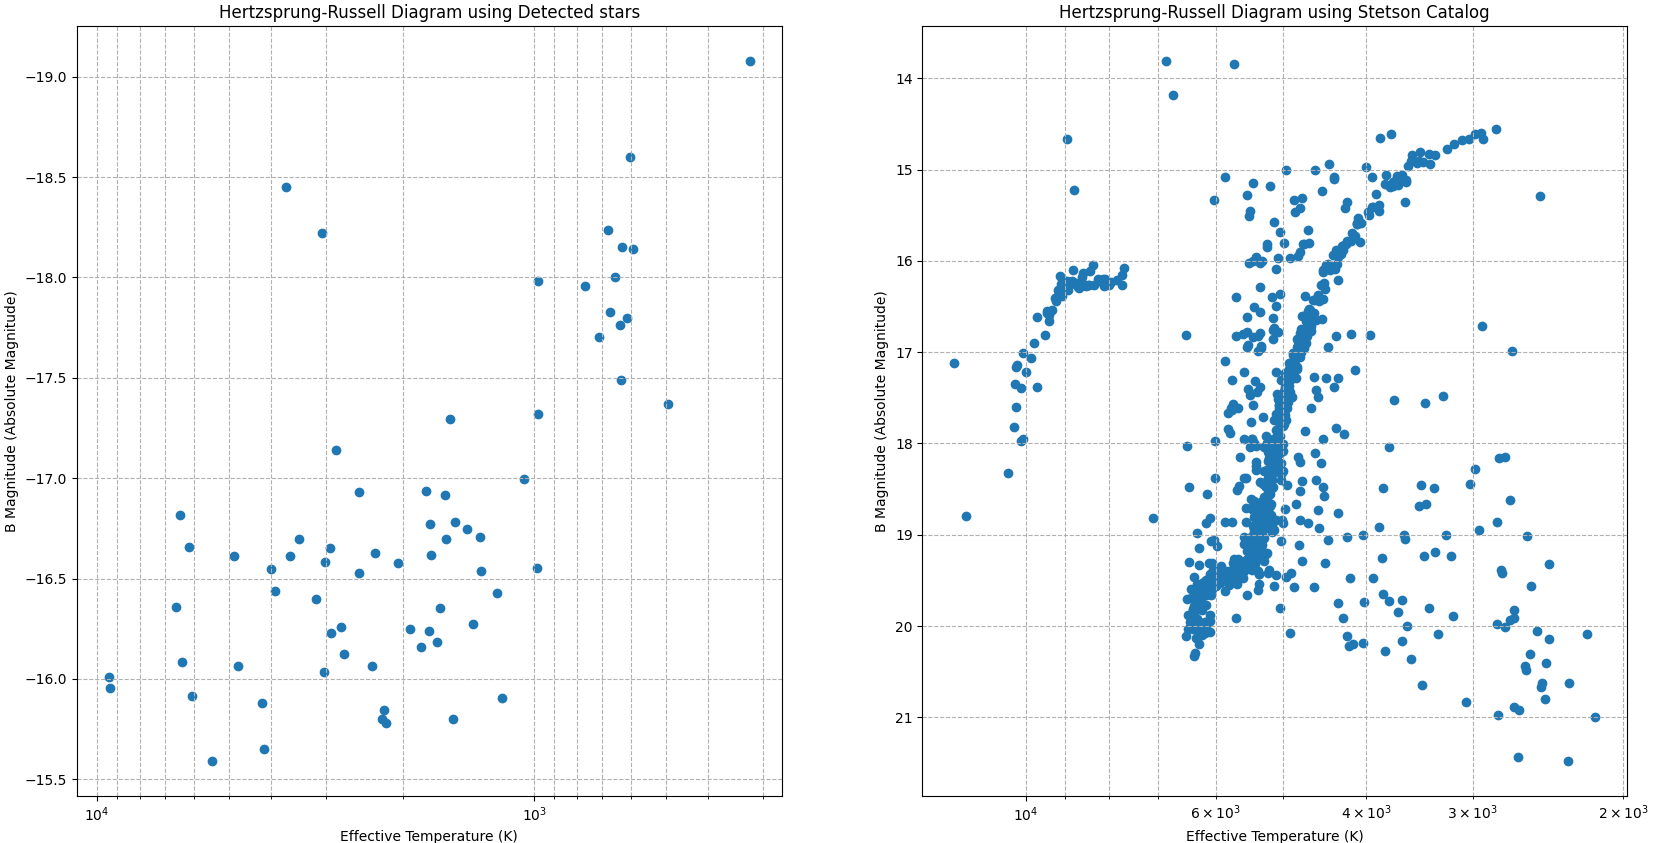 Hertzsprung-Russell Diagram using Detected stars
B Magnitude (Absolute Magnitude)
−19.0
−18.5
−18.0
−17.5
−17.0
−16.5
−16.0
−15.5
10⁴
10³
Effective Temperature (K)
Hertzsprung-Russell Diagram using Stetson Catalog
B Magnitude (Absolute Magnitude)
14
15
16
17
18
19
20
21
10⁴
6 × 10³
4 × 10³
3 × 10³
2 × 10³
Effective Temperature (K)